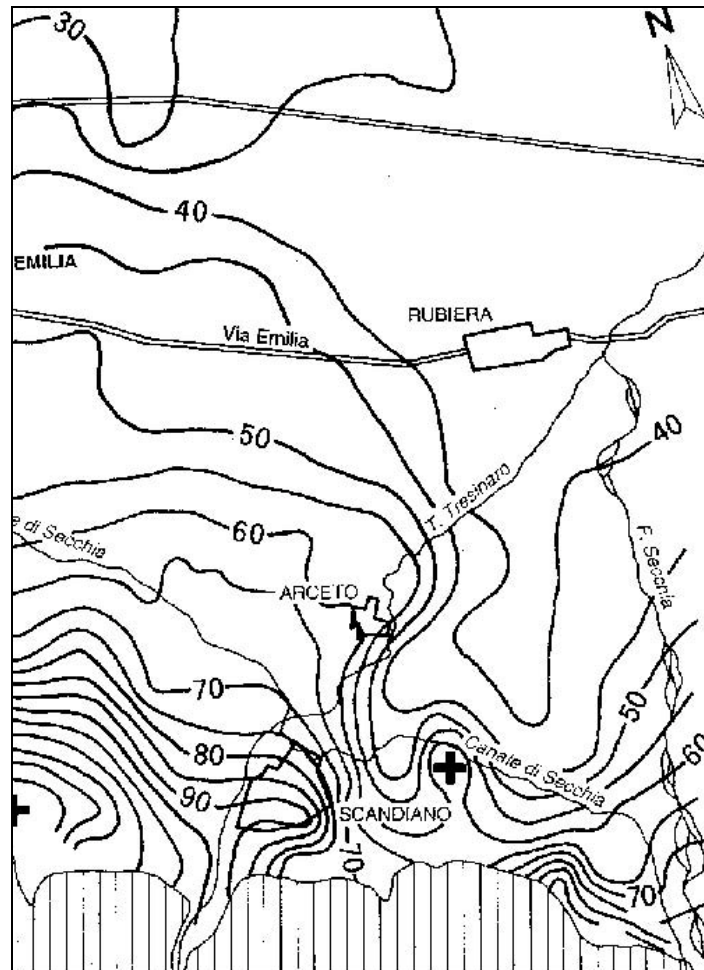 30
N
40
EMILIA
RUBIERA
Via Emilia
50
40
T. Tresinaro
60
e di Secchia
F. Secchia
ARCETO
70
50
80
Canale di Secchia
60
90
SCANDIANO
70
70